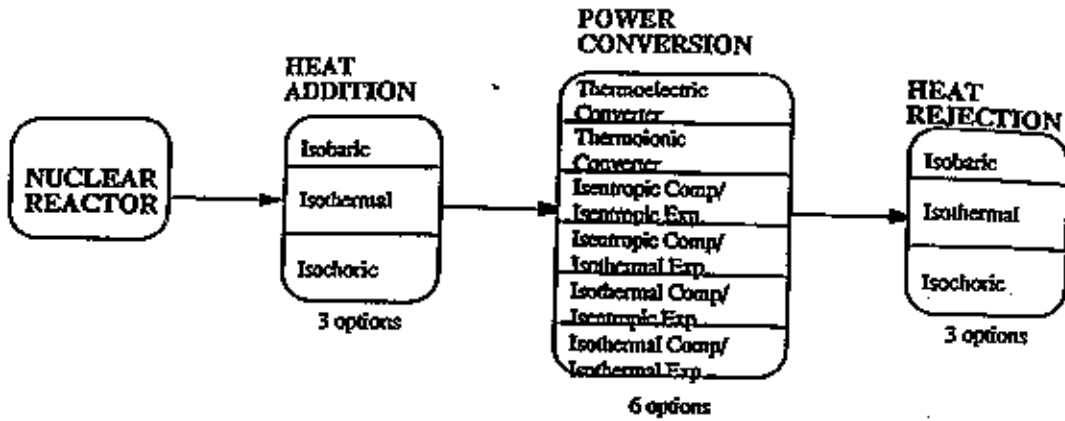 NUCLEAR
REACTOR
HEAT
ADDITION
Isobaric
Isothermal
Isochoric
3 options
POWER
CONVERSION
Thermoelectric
Converter
Thermoionic
Converter
Isentropic Comp/
Isentropic Exp.
Isentropic Comp/
Isothermal Exp.
Isothermal Comp/
Isentropic Exp.
Isothermal Comp/
Isothermal Exp.
6 options
HEAT
REJECTION
Isobaric
Isothermal
Isochoric
3 options